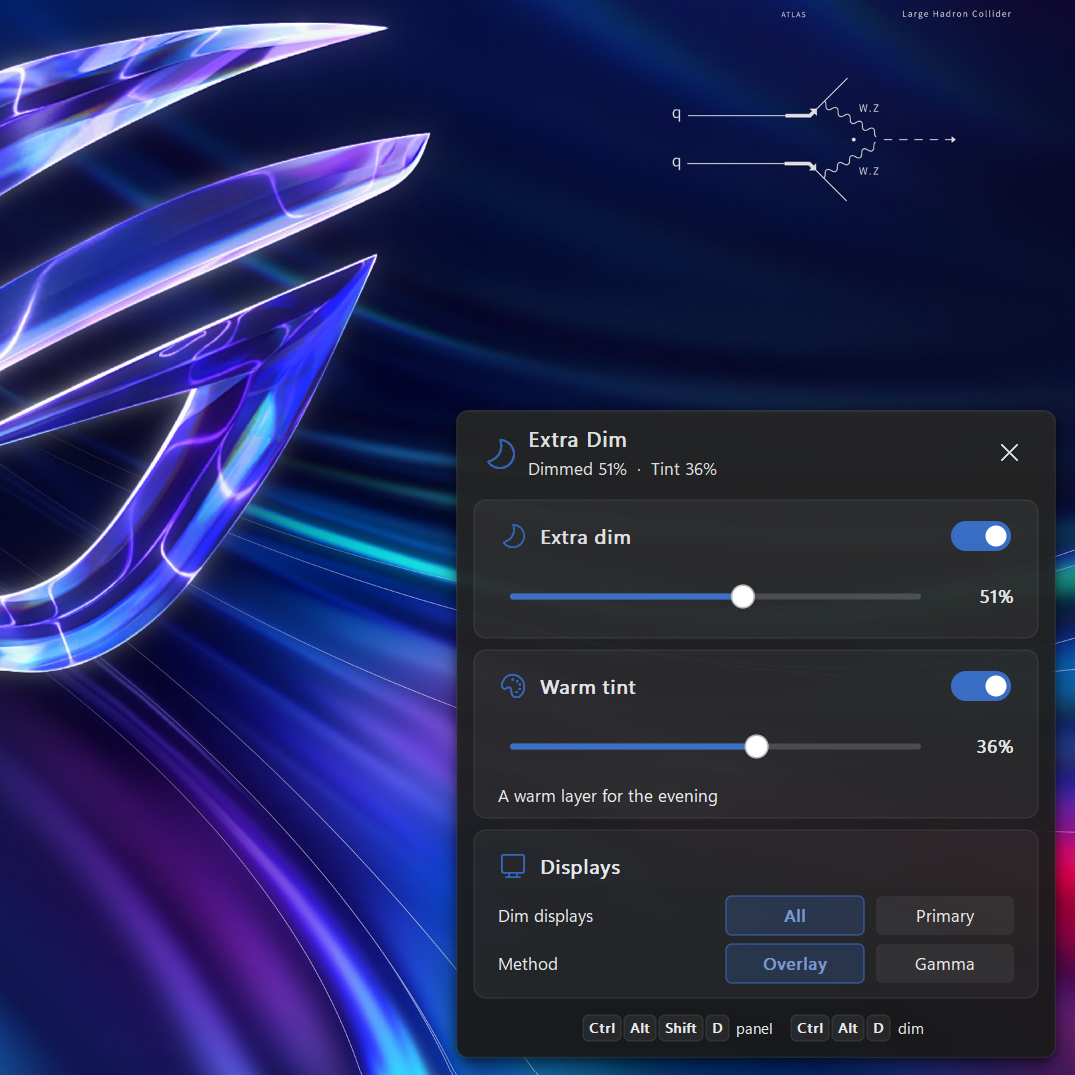 ATLAS Large Hadron Collider
q W.Z
q W.Z
Extra Dim
Dimmed 51% · Tint 36%
Extra dim
51%
Warm tint
36%
A warm layer for the evening
Displays
Dim displays All Primary
Method Overlay Gamma
Ctrl Alt Shift D panel Ctrl Alt D dim